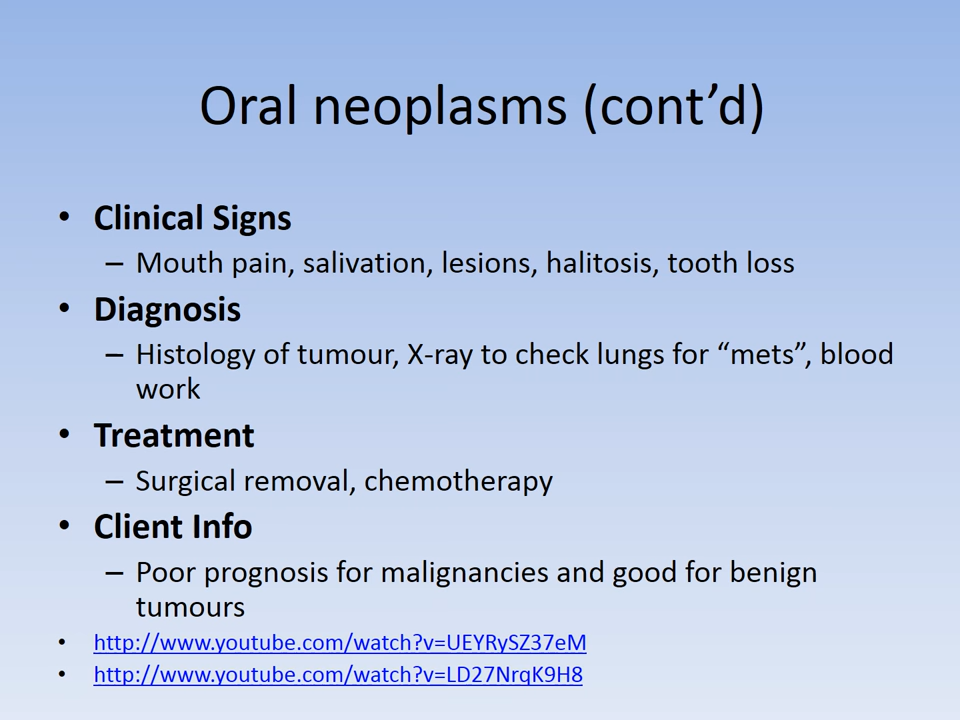 Oral neoplasms (cont’d)
• Clinical Signs
– Mouth pain, salivation, lesions, halitosis, tooth loss
• Diagnosis
– Histology of tumour, X-ray to check lungs for “mets”, blood
work
• Treatment
– Surgical removal, chemotherapy
• Client Info
– Poor prognosis for malignancies and good for benign
tumours
• http://www.youtube.com/watch?v=UEYRySZ37eM
• http://www.youtube.com/watch?v=LD27NrqK9H8